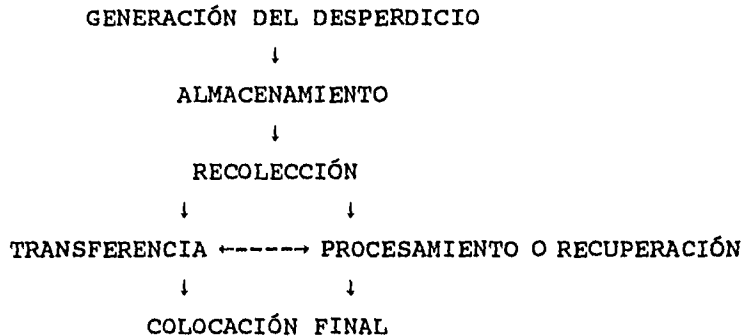 GENERACIÓN DEL DESPERDICIO
↓
ALMACENAMIENTO
↓
RECOLECCIÓN
↓ ↓
TRANSFERENCIA ←-----→ PROCESAMIENTO O RECUPERACIÓN
↓ ↓
COLOCACIÓN FINAL